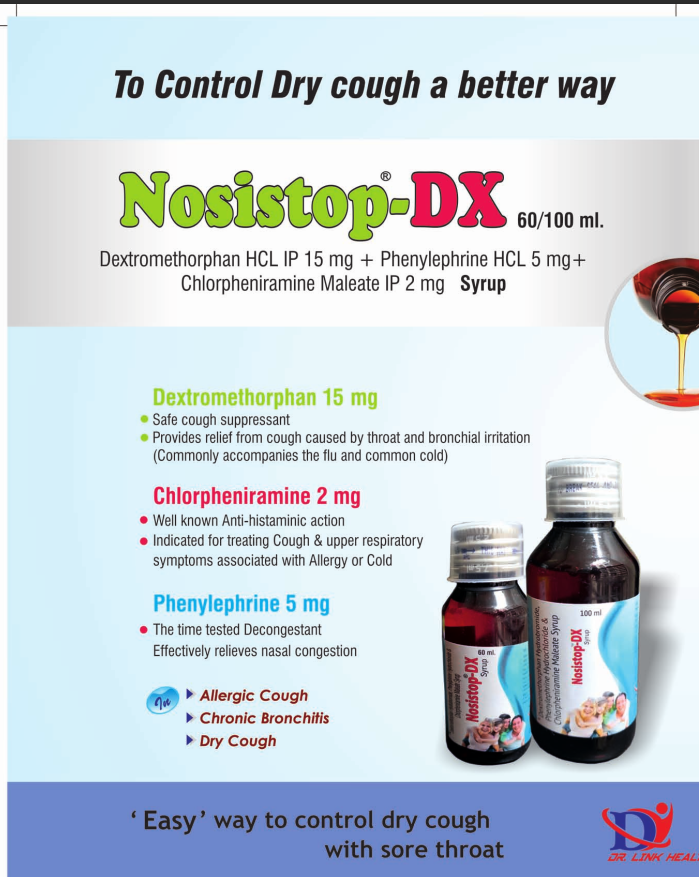 To Control Dry cough a better way
Nosistop®-DX 60/100 ml.
Dextromethorphan HCL IP 15 mg + Phenylephrine HCL 5 mg+
Chlorpheniramine Maleate IP 2 mg Syrup
Dextromethorphan 15 mg
Safe cough suppressant
Provides relief from cough caused by throat and bronchial irritation
(Commonly accompanies the flu and common cold)
Chlorpheniramine 2 mg
Well known Anti-histaminic action
Indicated for treating Cough & upper respiratory
symptoms associated with Allergy or Cold
Phenylephrine 5 mg
The time tested Decongestant
Effectively relieves nasal congestion
In
Allergic Cough
Chronic Bronchitis
Dry Cough
60 ml.
Nosistop-DX
Syrup
100 ml
Phenylephrine Hydrochloride &
Chlorpheniramine Maleate Syrup
Nosistop-DX
Syrup
'Easy' way to control dry cough
with sore throat
DR. LINK HEAL